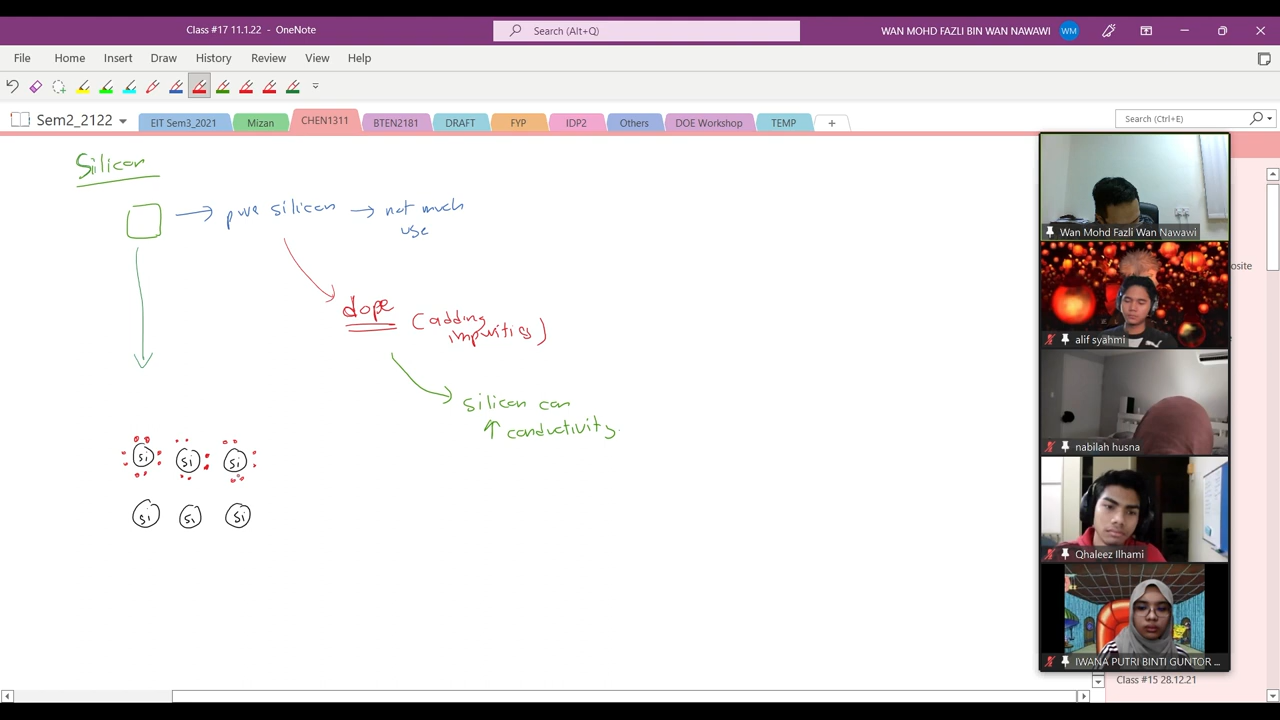 Class #17 11.1.22 - OneNote
Search (Alt+Q)
WAN MOHD FAZLI BIN WAN NAWAWI
WM
File Home Insert Draw History Review View Help
Sem2_2122
EIT Sem3_2021
Mizan
CHEN1311
BTEN2181
DRAFT
FYP
IDP2
Others
DOE Workshop
TEMP
+
Search (Ctrl+E)
Silicon
pure silicon → not much
use
dope (adding
impurities)
silicon can
↑ conductivity.
Si Si Si
Si Si Si
Wan Mohd Fazli Wan Nawawi
osite
alif syahmi
nabilah husna
Qhaleez Ilhami
IWANA PUTRI BINTI GUNTOR ...
Class #15 28.12.21